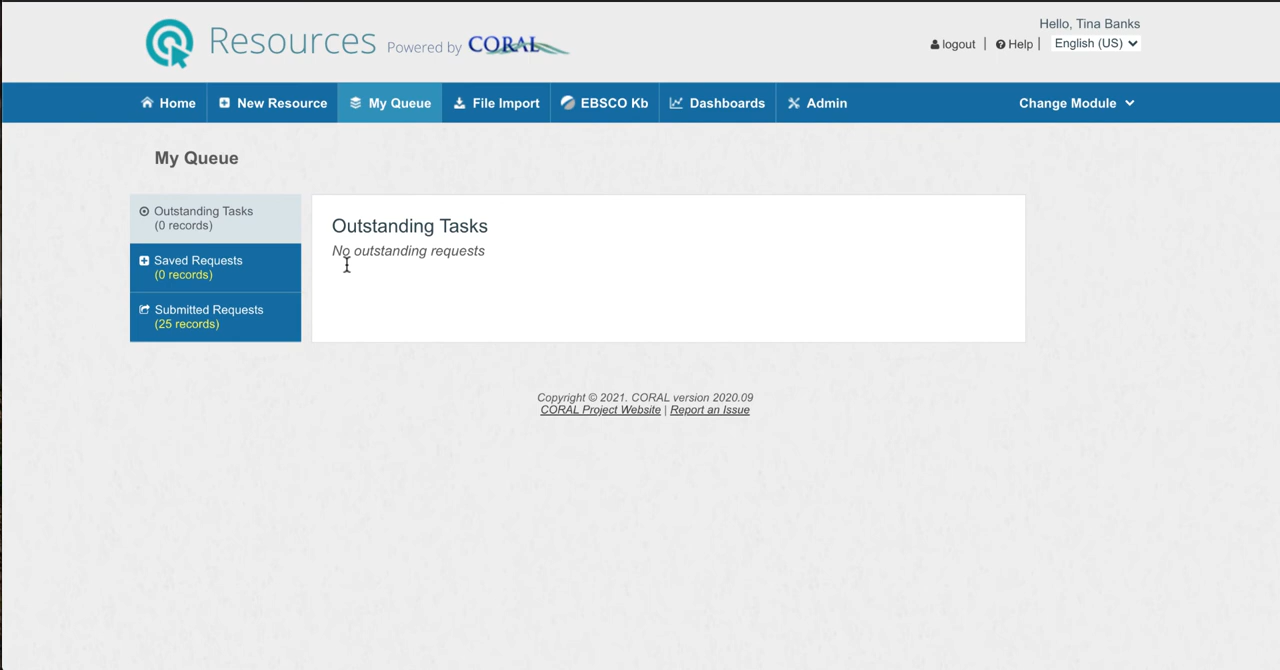 Hello, Tina Banks
Resources Powered by CORAL
logout | Help | English (US)
Home New Resource My Queue File Import EBSCO Kb Dashboards Admin Change Module
My Queue
Outstanding Tasks
(0 records)
Saved Requests
(0 records)
Submitted Requests
(25 records)
Outstanding Tasks
No outstanding requests
Copyright © 2021. CORAL version 2020.09
CORAL Project Website | Report an Issue